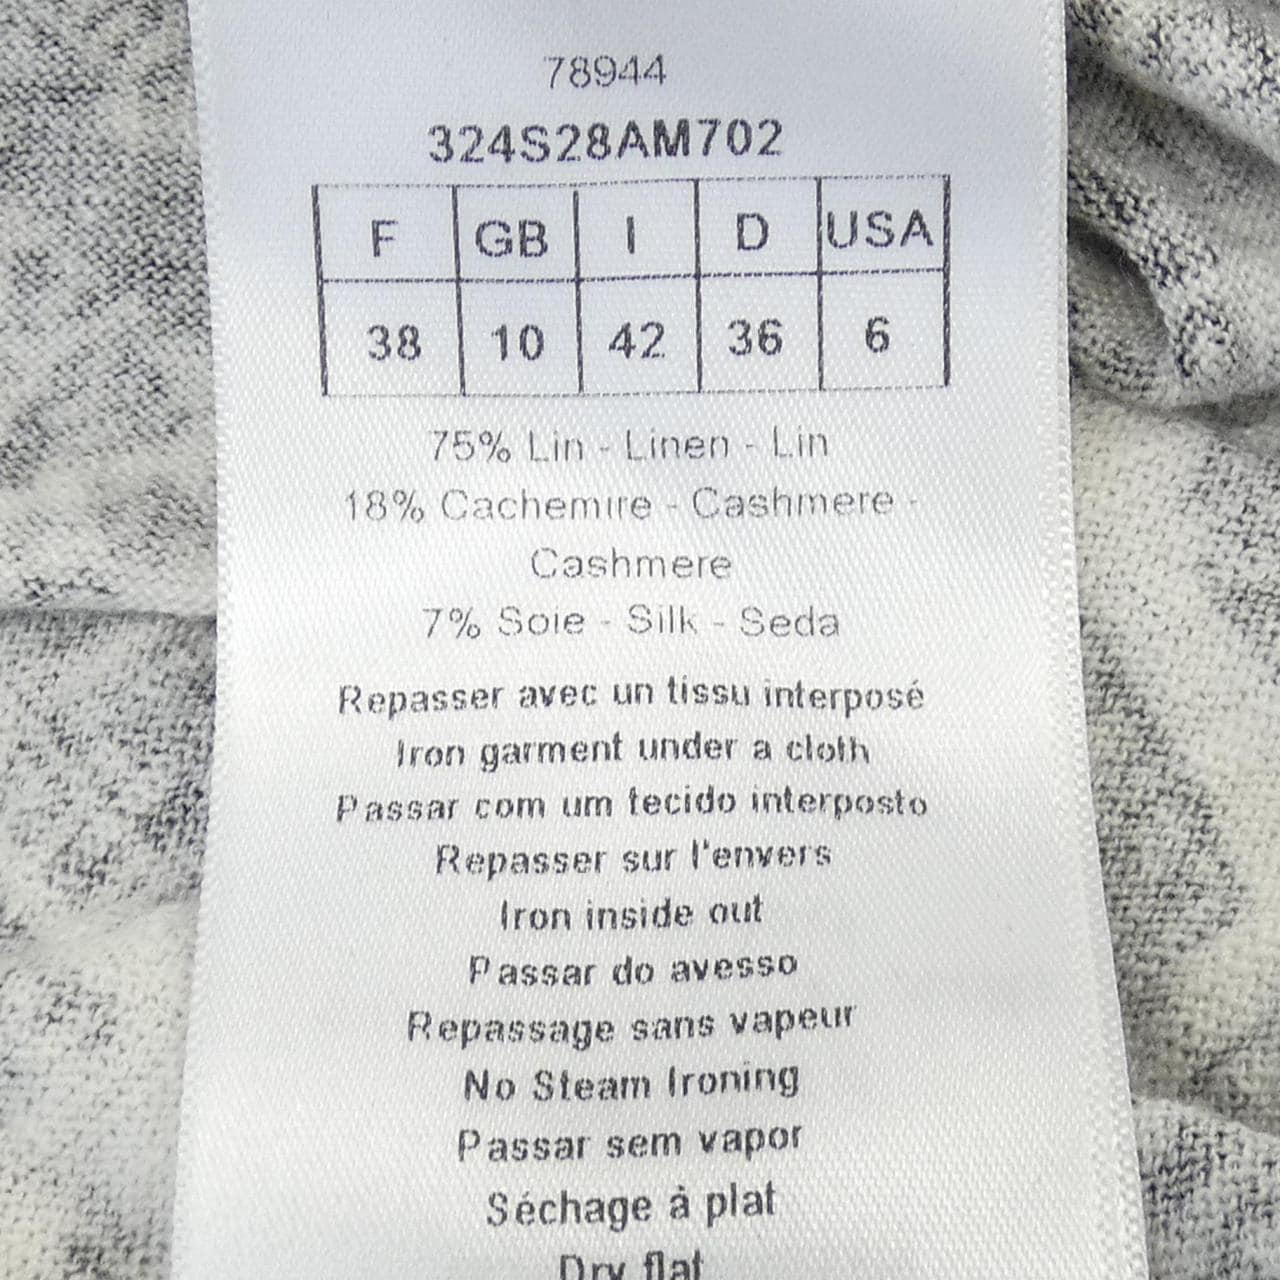 78944
324S28AM702
F GB I D USA
38 10 42 36 6
75% Lin - Linen - Lin
18% Cachemire - Cashmere -
Cashmere
7% Soie - Silk - Seda
Repasser avec un tissu interposé
Iron garment under a cloth
Passar com um tecido interposto
Repasser sur l'envers
Iron inside out
Passar do avesso
Repassage sans vapeur
No Steam Ironing
Passar sem vapor
Séchage à plat
Dry flat